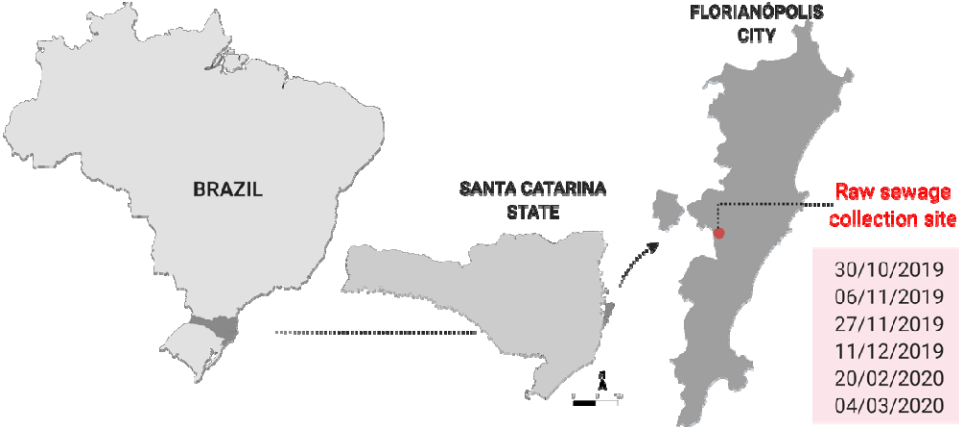 FLORIANÓPOLIS
CITY
BRAZIL
SANTA CATARINA
STATE
Raw sewage
collection site
30/10/2019
06/11/2019
27/11/2019
11/12/2019
20/02/2020
04/03/2020